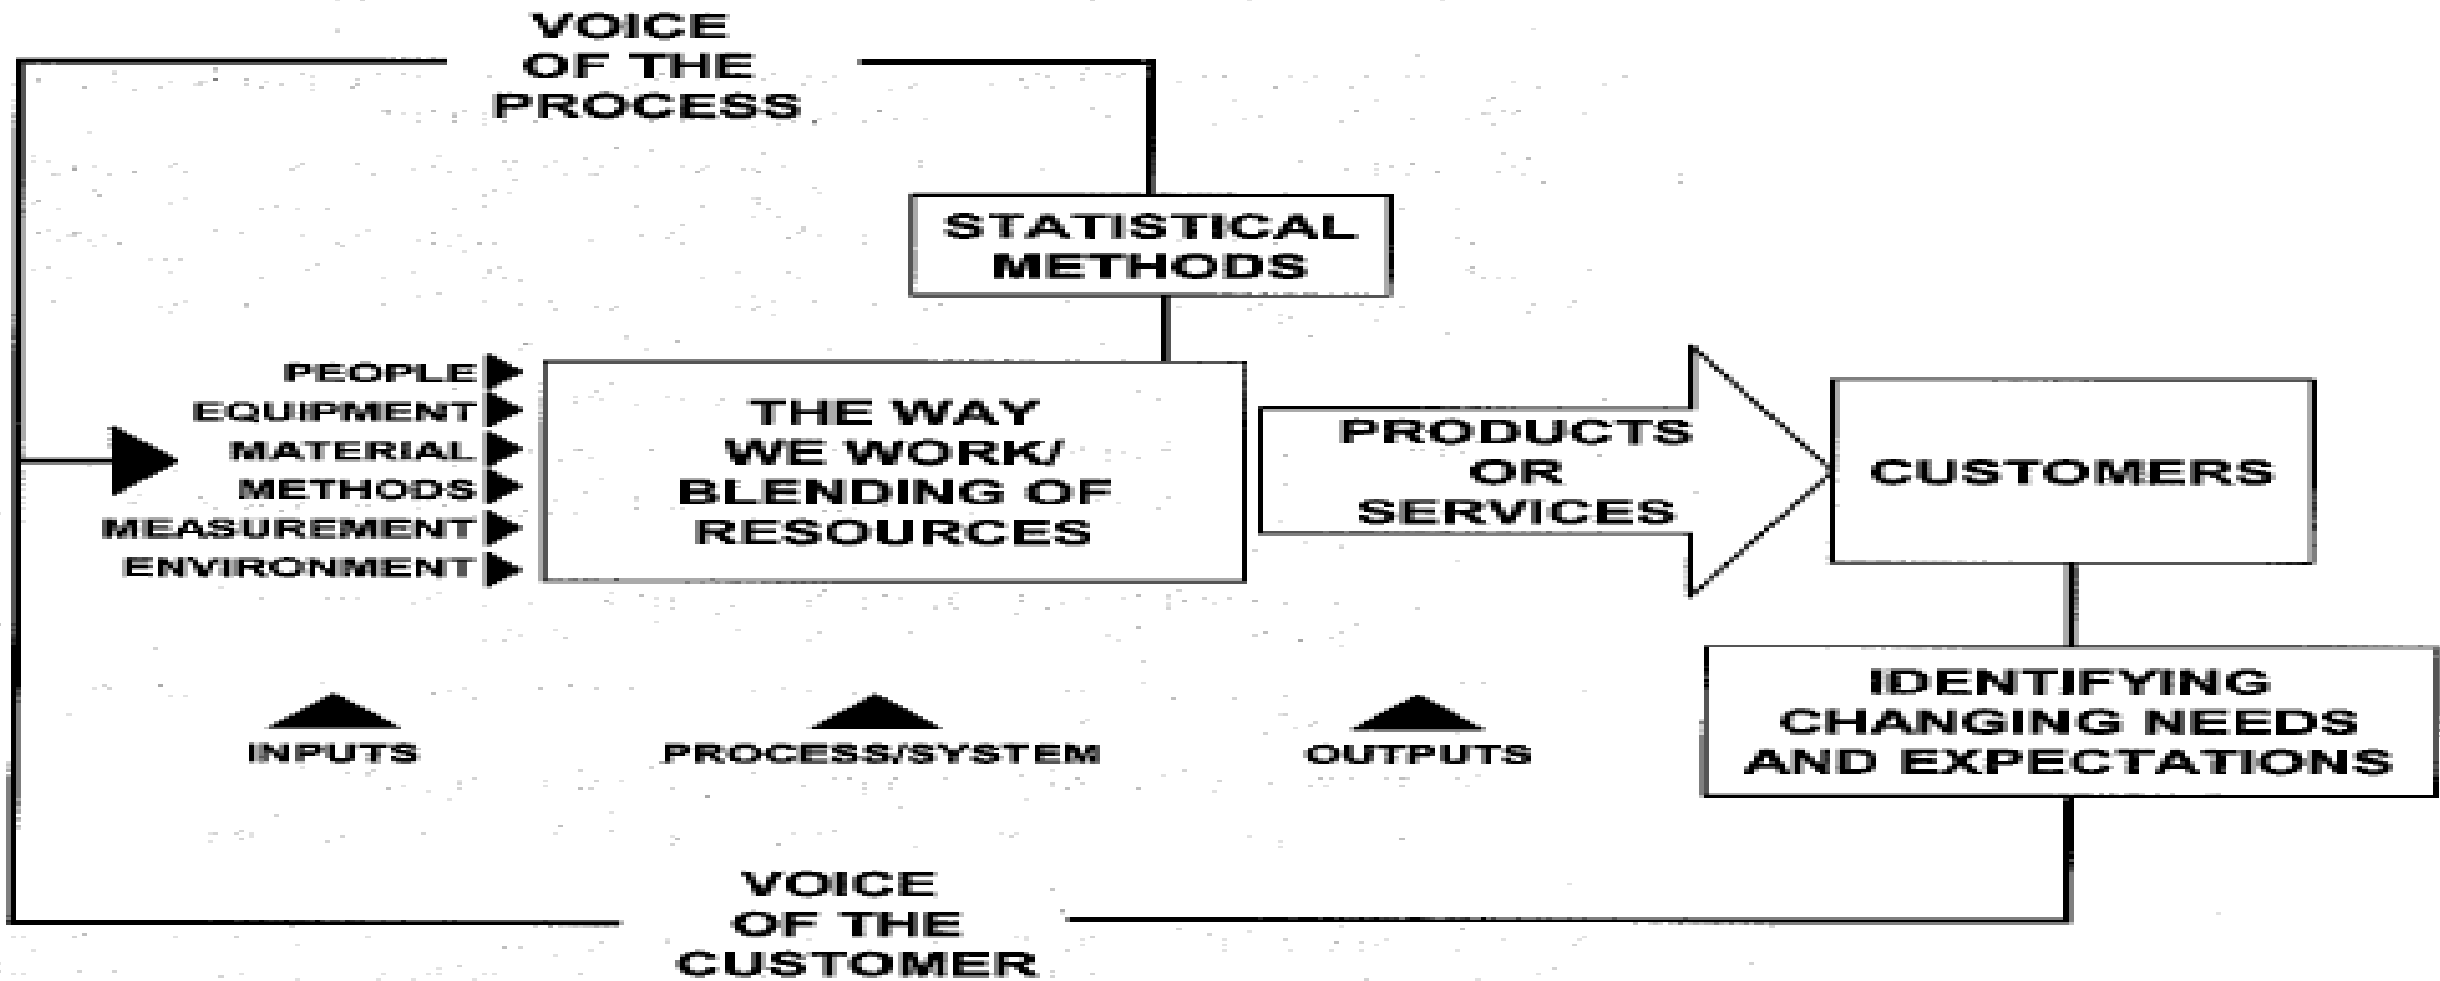 VOICE
OF THE
PROCESS
STATISTICAL
METHODS
PEOPLE
EQUIPMENT
MATERIAL
METHODS
MEASUREMENT
ENVIRONMENT
THE WAY
WE WORK/
BLENDING OF
RESOURCES
PRODUCTS
OR
SERVICES
CUSTOMERS
IDENTIFYING
CHANGING NEEDS
AND EXPECTATIONS
INPUTS
PROCESS/SYSTEM
OUTPUTS
VOICE
OF THE
CUSTOMER